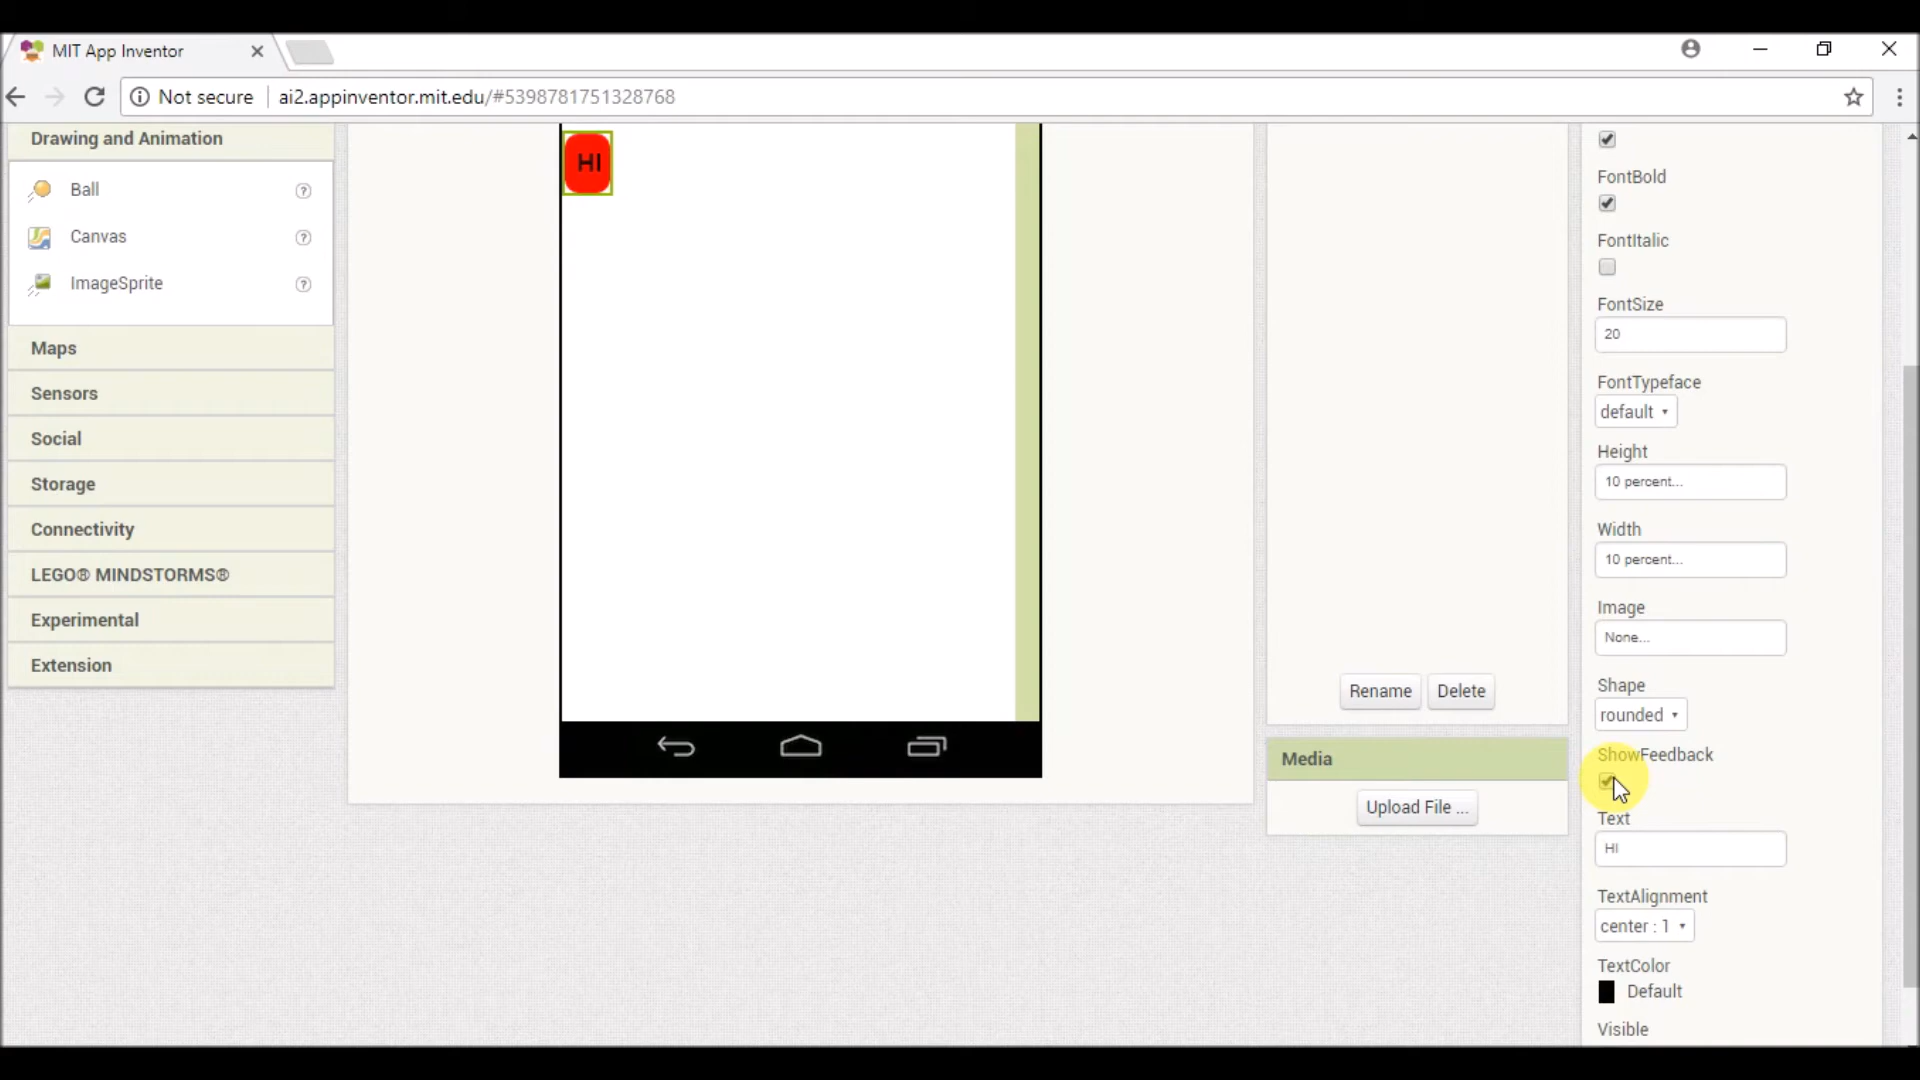 MIT App Inventor
Not secure
ai2.appinventor.mit.edu/#5398781751328768
Drawing and Animation
Ball
?
Canvas
?
ImageSprite
?
Maps
Sensors
Social
Storage
Connectivity
LEGO® MINDSTORMS®
Experimental
Extension
HI
Rename
Delete
Media
Upload File ...
FontBold
FontItalic
FontSize
20
FontTypeface
default
Height
10 percent...
Width
10 percent...
Image
None...
Shape
rounded
ShowFeedback
Text
HI
TextAlignment
center : 1
TextColor
Default
Visible